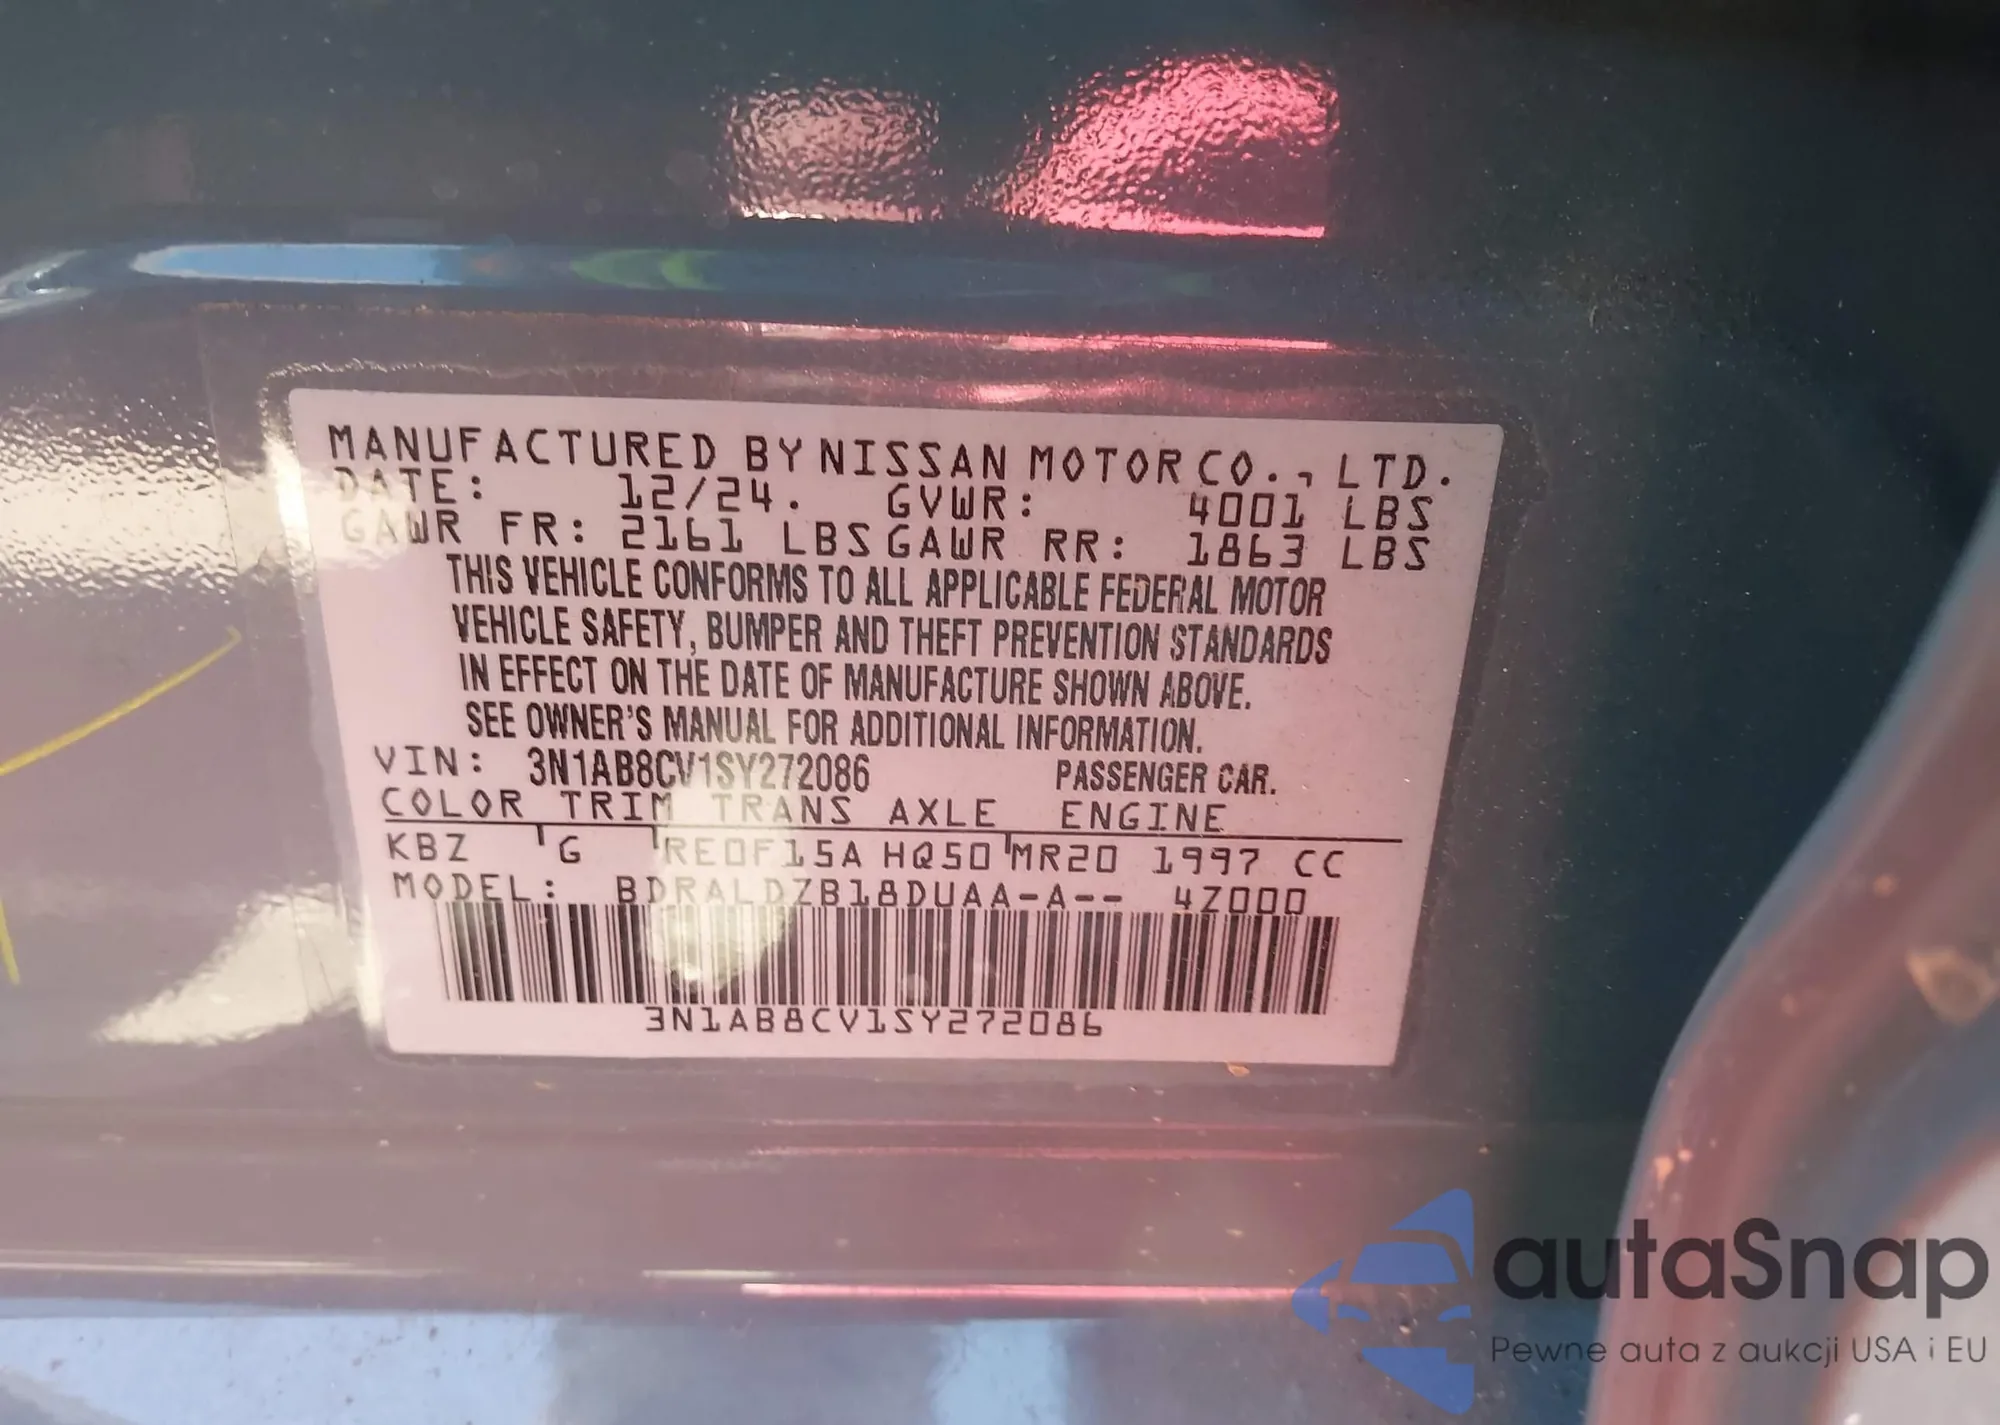 MANUFACTURED BY NISSAN MOTOR CO., LTD.
DATE: 12/24. GVWR: 4001 LBS
GAWR FR: 2161 LBS GAWR RR: 1863 LBS
THIS VEHICLE CONFORMS TO ALL APPLICABLE FEDERAL MOTOR
VEHICLE SAFETY, BUMPER AND THEFT PREVENTION STANDARDS
IN EFFECT ON THE DATE OF MANUFACTURE SHOWN ABOVE.
SEE OWNER'S MANUAL FOR ADDITIONAL INFORMATION.
VIN: 3N1AB8CV1SY272086 PASSENGER CAR.
COLOR TRIM TRANS AXLE ENGINE
KBZ G RE0F15A HQ50 MR20 1997 CC
MODEL: BDRALDZB18DUAA-A-- 4Z000
3N1AB8CV1SY272086
autaSnap
Pewne auta z aukcji USA i EU